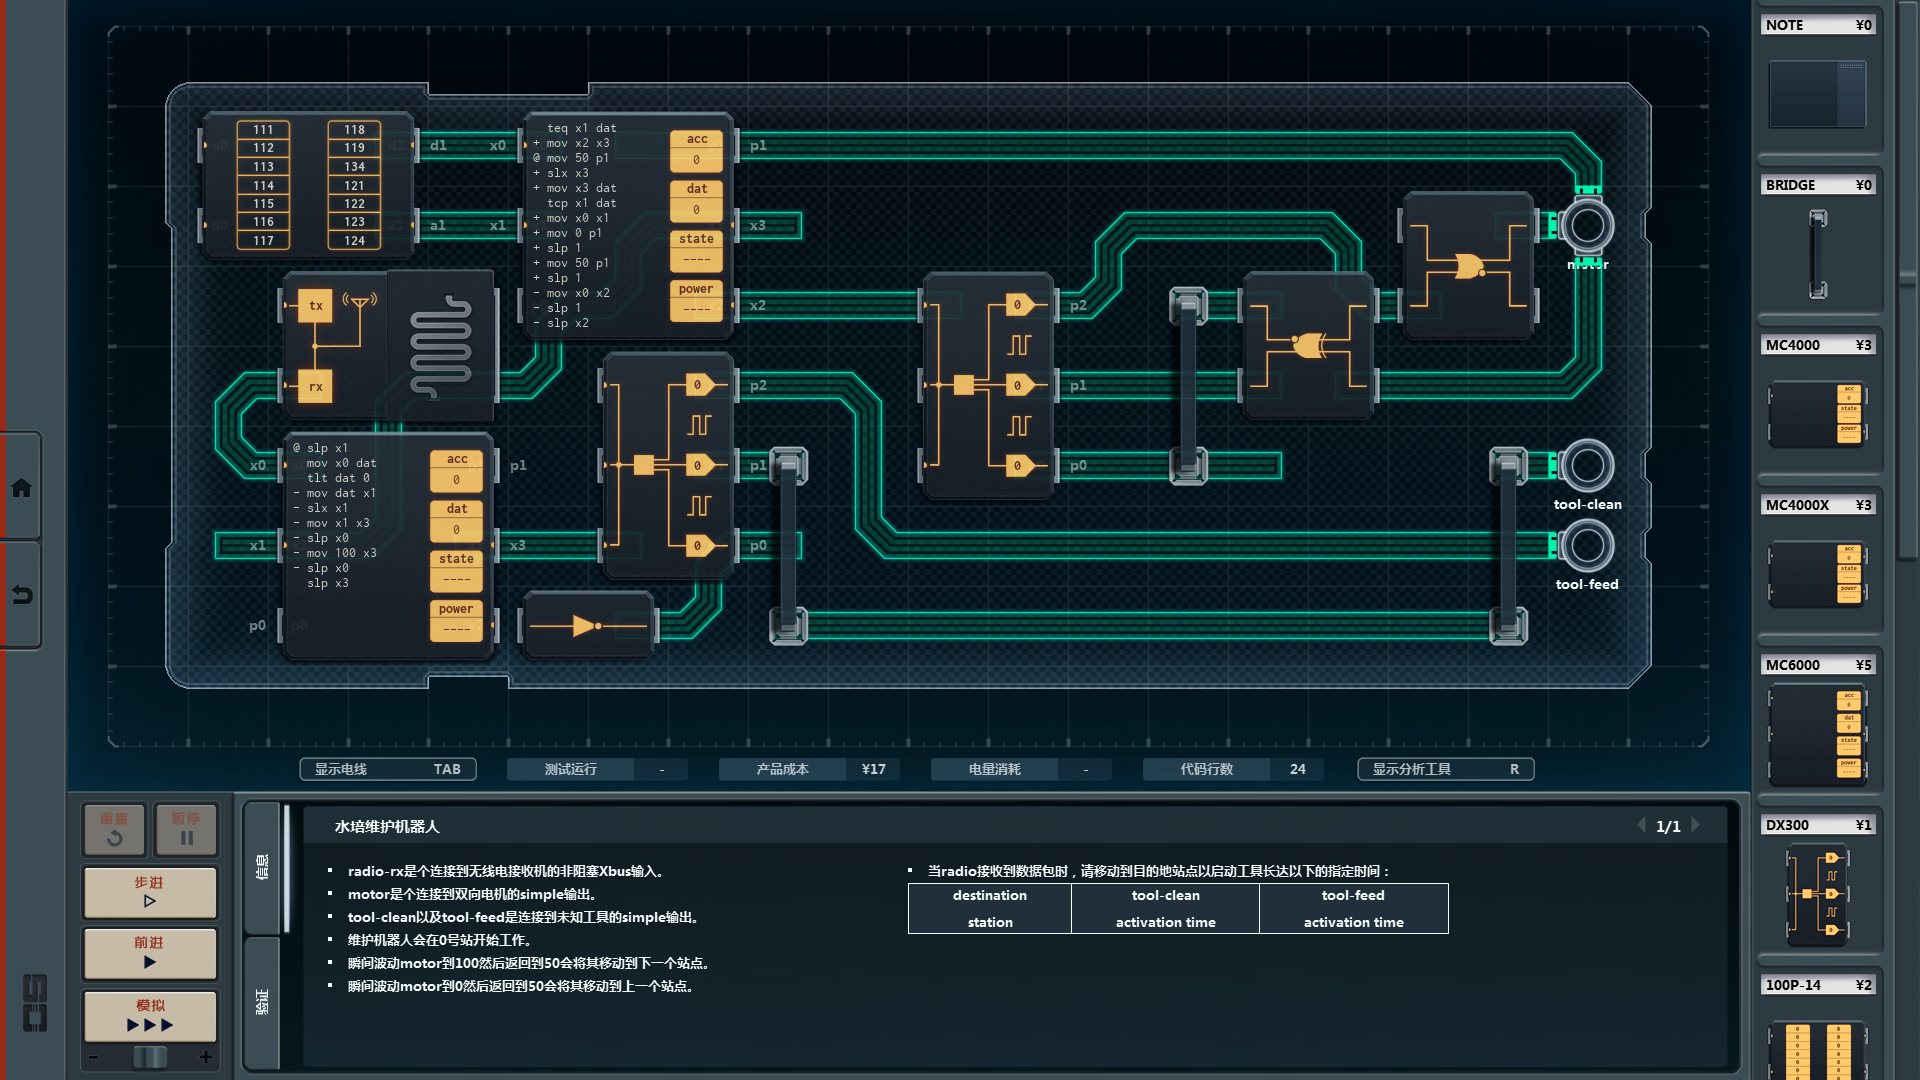 NOTE ¥0
BRIDGE ¥0
MC4000 ¥3
MC4000X ¥3
MC6000 ¥5
DX300 ¥1
100P-14 ¥2
111 118
112 119
113 134
114 121
115 122
116 123
117 124
d1 x0
a1 x1
teq x1 dat
+ mov x2 x3
@ mov 50 p1
+ slx x3
+ mov x3 dat
tcp x1 dat
+ mov x0 x1
+ mov 0 p1
+ slp 1
+ mov 50 p1
+ slp 1
- mov x0 x2
- slp 1
- slp x2
acc
0
dat
0
state
----
power
----
p1
x3
x2
tx
rx
x0
x1
p0
@ slp x1
mov x0 dat
tlt dat 0
- mov dat x1
- slx x1
- mov x1 x3
- slp x0
- mov 100 x3
- slp x0
slp x3
acc
0
dat
0
state
----
power
----
p1
x3
0
0
0
p2
p1
p0
0
0
0
p2
p1
p0
motor
tool-clean
tool-feed
显示电线 TAB
测试运行 -
产品成本 ¥17
电量消耗 -
代码行数 24
显示分析工具 R
重置
暂停
步进
前进
模拟
- +
信息
验证
水培维护机器人
1/1
radio-rx是个连接到无线电接收机的非阻塞Xbus输入。
motor是个连接到双向电机的simple输出。
tool-clean以及tool-feed是连接到未知工具的simple输出。
维护机器人会在0号站开始工作。
瞬间波动motor到100然后返回到50会将其移动到下一个站点。
瞬间波动motor到0然后返回到50会将其移动到上一个站点。
当radio接收到数据包时，请移动到目的地站点以启动工具长达以下的指定时间：
destination tool-clean tool-feed
station activation time activation time